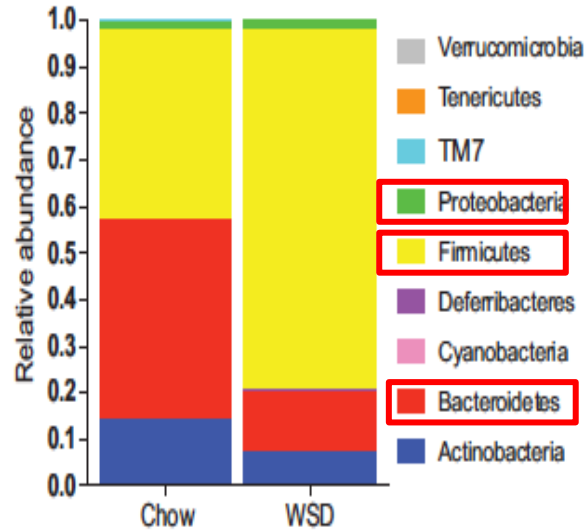 Relative abundance
1.0
0.9
0.8
0.7
0.6
0.5
0.4
0.3
0.2
0.1
0.0
Chow WSD
Verrucomicrobia
Tenericutes
TM7
Proteobacteria
Firmicutes
Deferribacteres
Cyanobacteria
Bacteroidetes
Actinobacteria